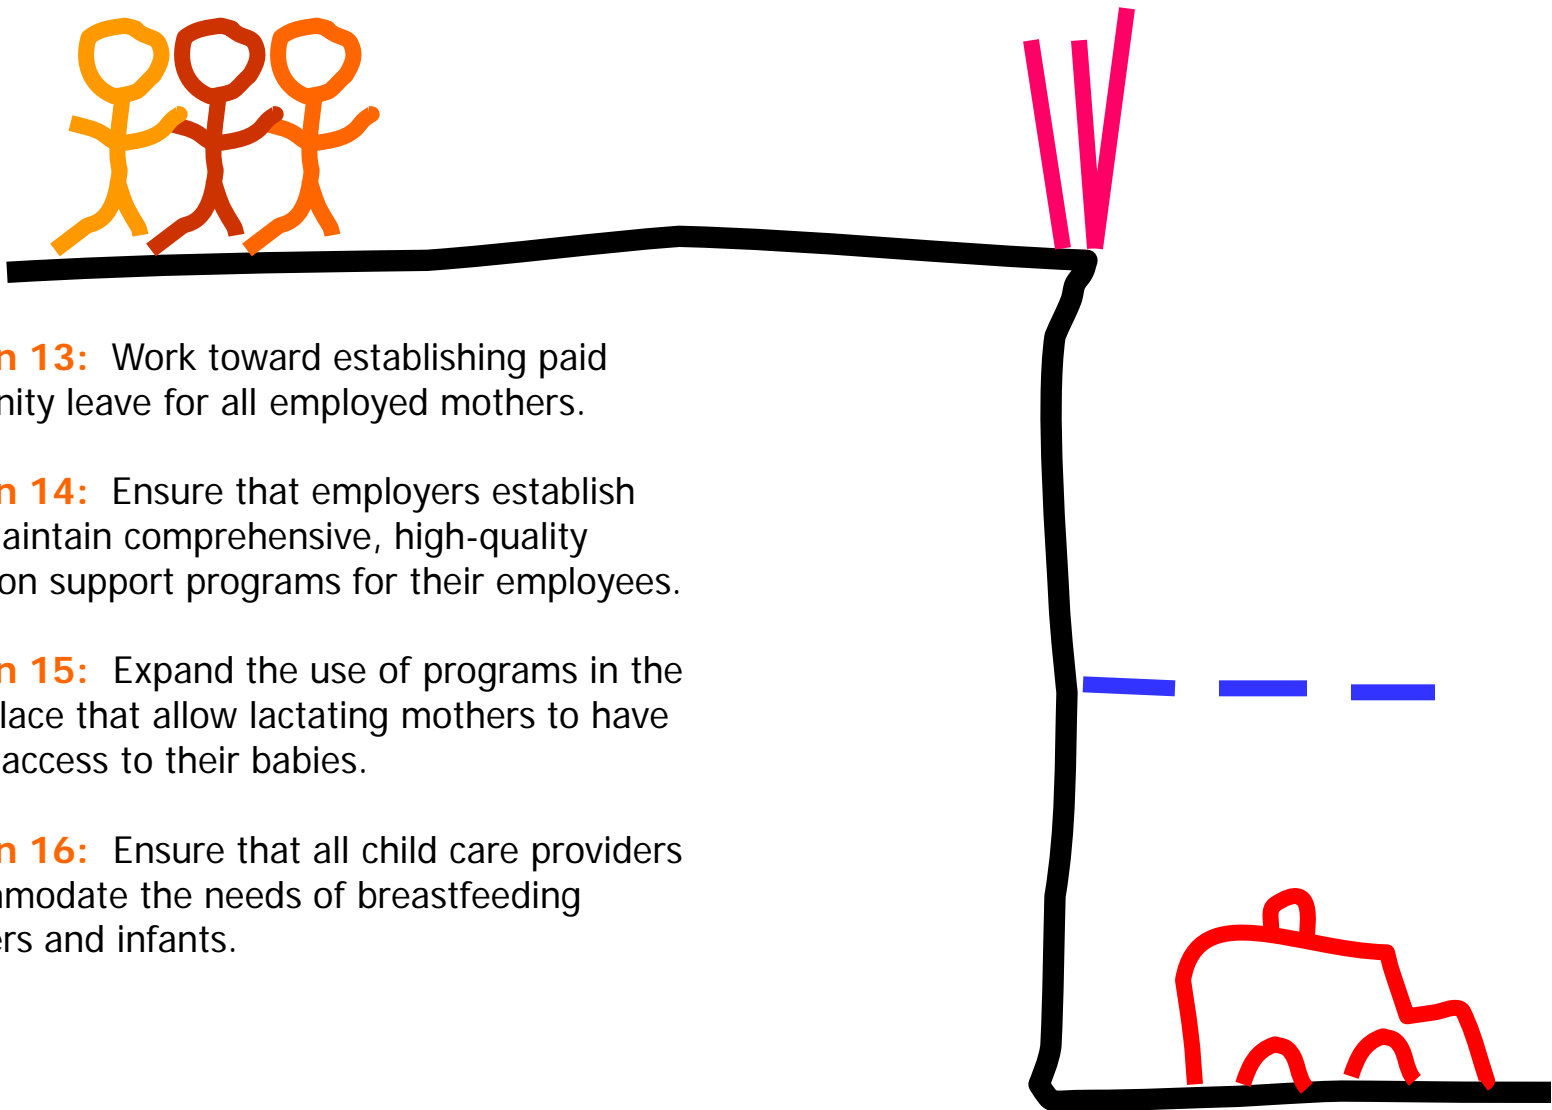 n 13: Work toward establishing paid
nity leave for all employed mothers.
n 14: Ensure that employers establish
aintain comprehensive, high-quality
on support programs for their employees.
n 15: Expand the use of programs in the
lace that allow lactating mothers to have
access to their babies.
n 16: Ensure that all child care providers
modate the needs of breastfeeding
ers and infants.